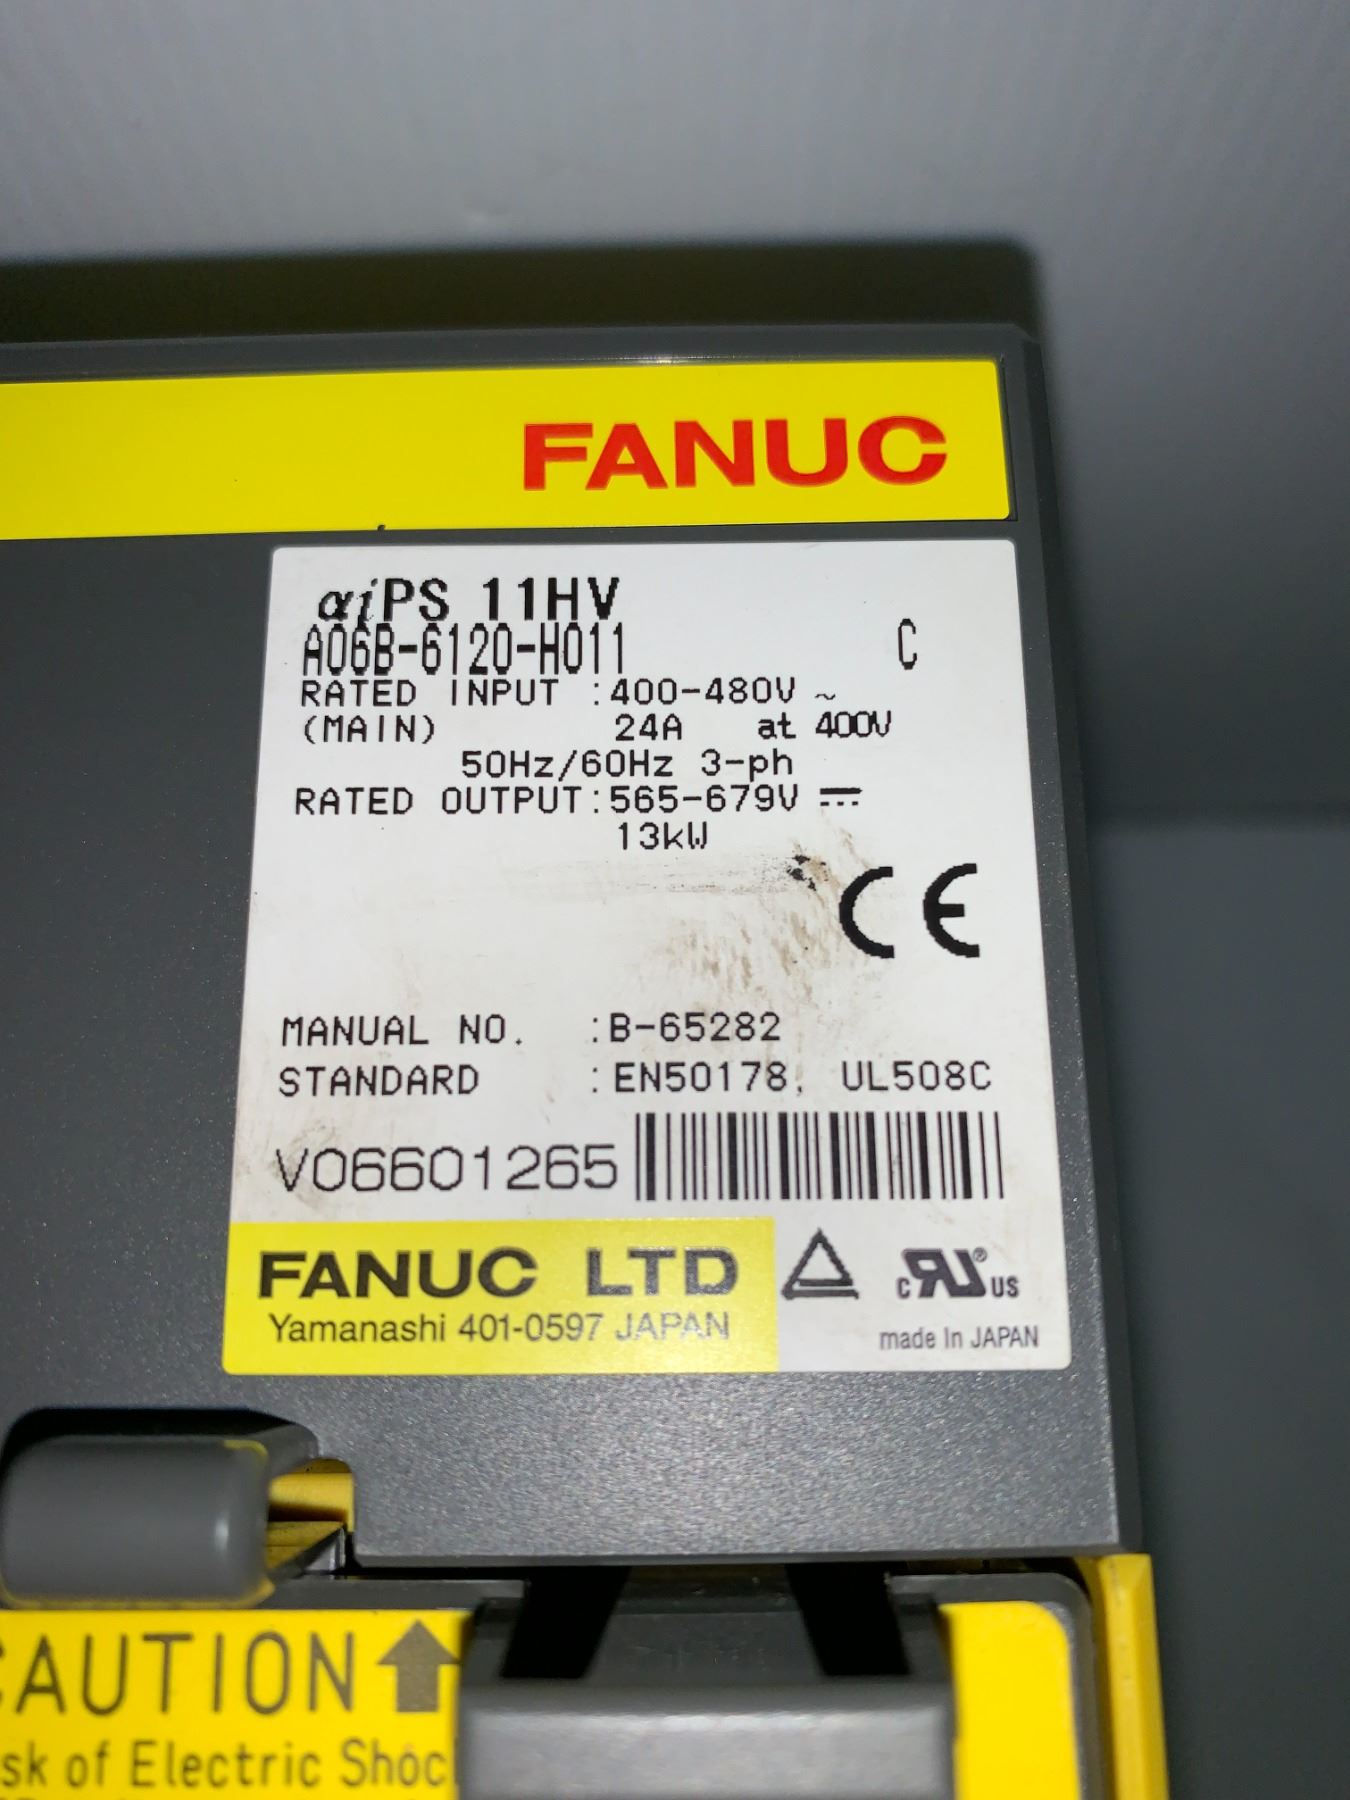 FANUC
αiPS 11HV
A06B-6120-H011 C
RATED INPUT :400-480V ~
(MAIN) 24A at 400V
50Hz/60Hz 3-ph
RATED OUTPUT:565-679V ⎓
13kW
CE
MANUAL NO. :B-65282
STANDARD :EN50178, UL508C
V06601265
FANUC LTD
Yamanashi 401-0597 JAPAN
c RU ® US
made In JAPAN
CAUTION
of Electric